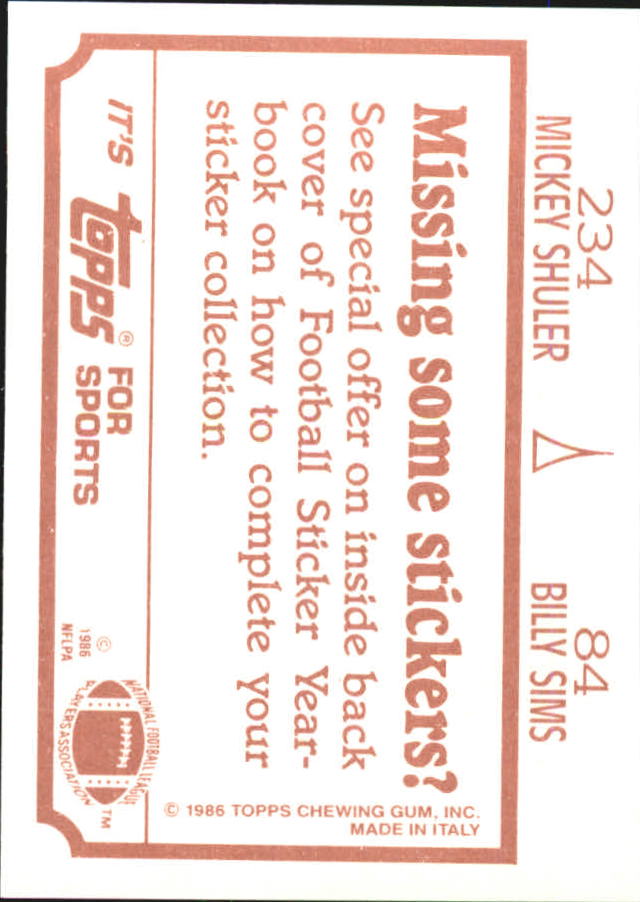 234
MICKEY SHULER
84
BILLY SIMS
Missing some stickers?
See special offer on inside back
cover of Football Sticker Year-
book on how to complete your
sticker collection.
© 1986 TOPPS CHEWING GUM, INC.
MADE IN ITALY
IT'S Topps® FOR
SPORTS
©
1986
NFLPA
NATIONAL FOOTBALL LEAGUE
PLAYERS ASSOCIATION
TM